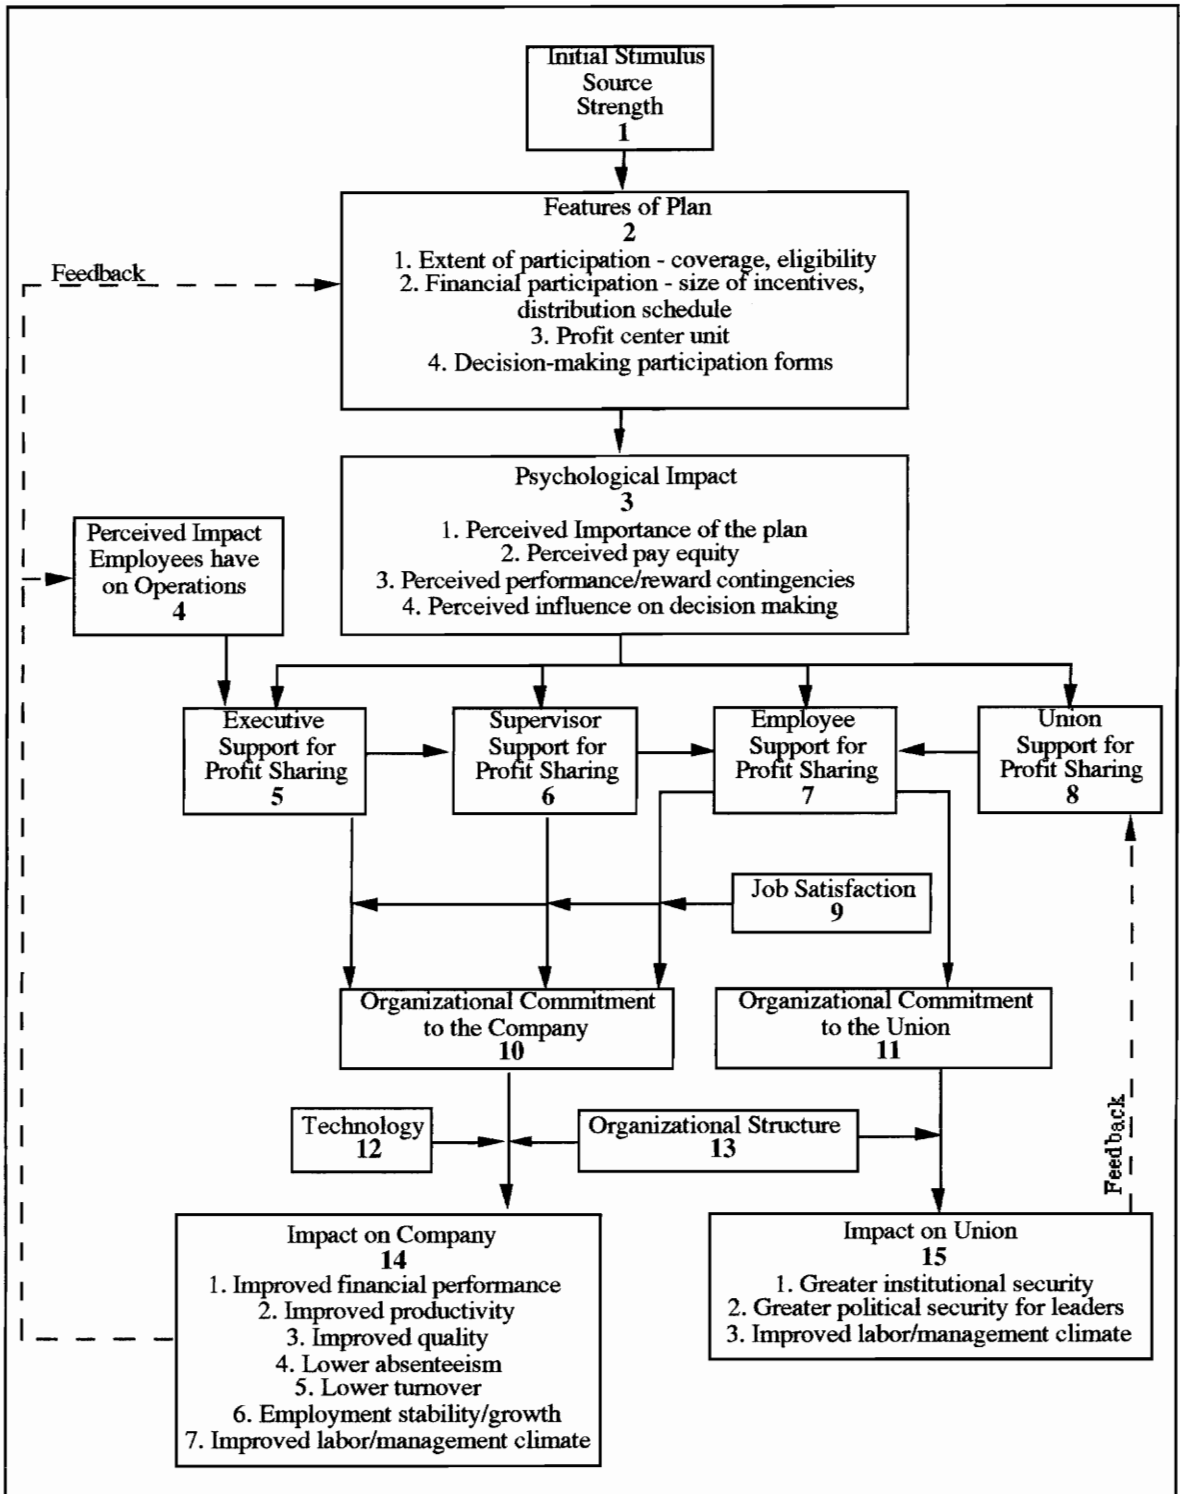 Initial Stimulus
Source
Strength
1
Features of Plan
2
1. Extent of participation - coverage, eligibility
2. Financial participation - size of incentives,
distribution schedule
3. Profit center unit
4. Decision-making participation forms
Feedback
Psychological Impact
3
1. Perceived Importance of the plan
2. Perceived pay equity
3. Perceived performance/reward contingencies
4. Perceived influence on decision making
Perceived Impact
Employees have
on Operations
4
Executive
Support for
Profit Sharing
5
Supervisor
Support for
Profit Sharing
6
Employee
Support for
Profit Sharing
7
Union
Support for
Profit Sharing
8
Job Satisfaction
9
Organizational Commitment
to the Company
10
Organizational Commitment
to the Union
11
Technology
12
Organizational Structure
13
Feedback
Impact on Company
14
1. Improved financial performance
2. Improved productivity
3. Improved quality
4. Lower absenteeism
5. Lower turnover
6. Employment stability/growth
7. Improved labor/management climate
Impact on Union
15
1. Greater institutional security
2. Greater political security for leaders
3. Improved labor/management climate